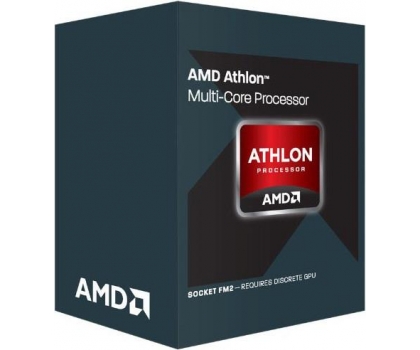 AMD Athlon™
Multi-Core Processor
ATHLON
PROCESSOR
AMD
AMD
SOCKET FM2 – REQUIRES DISCRETE GPU